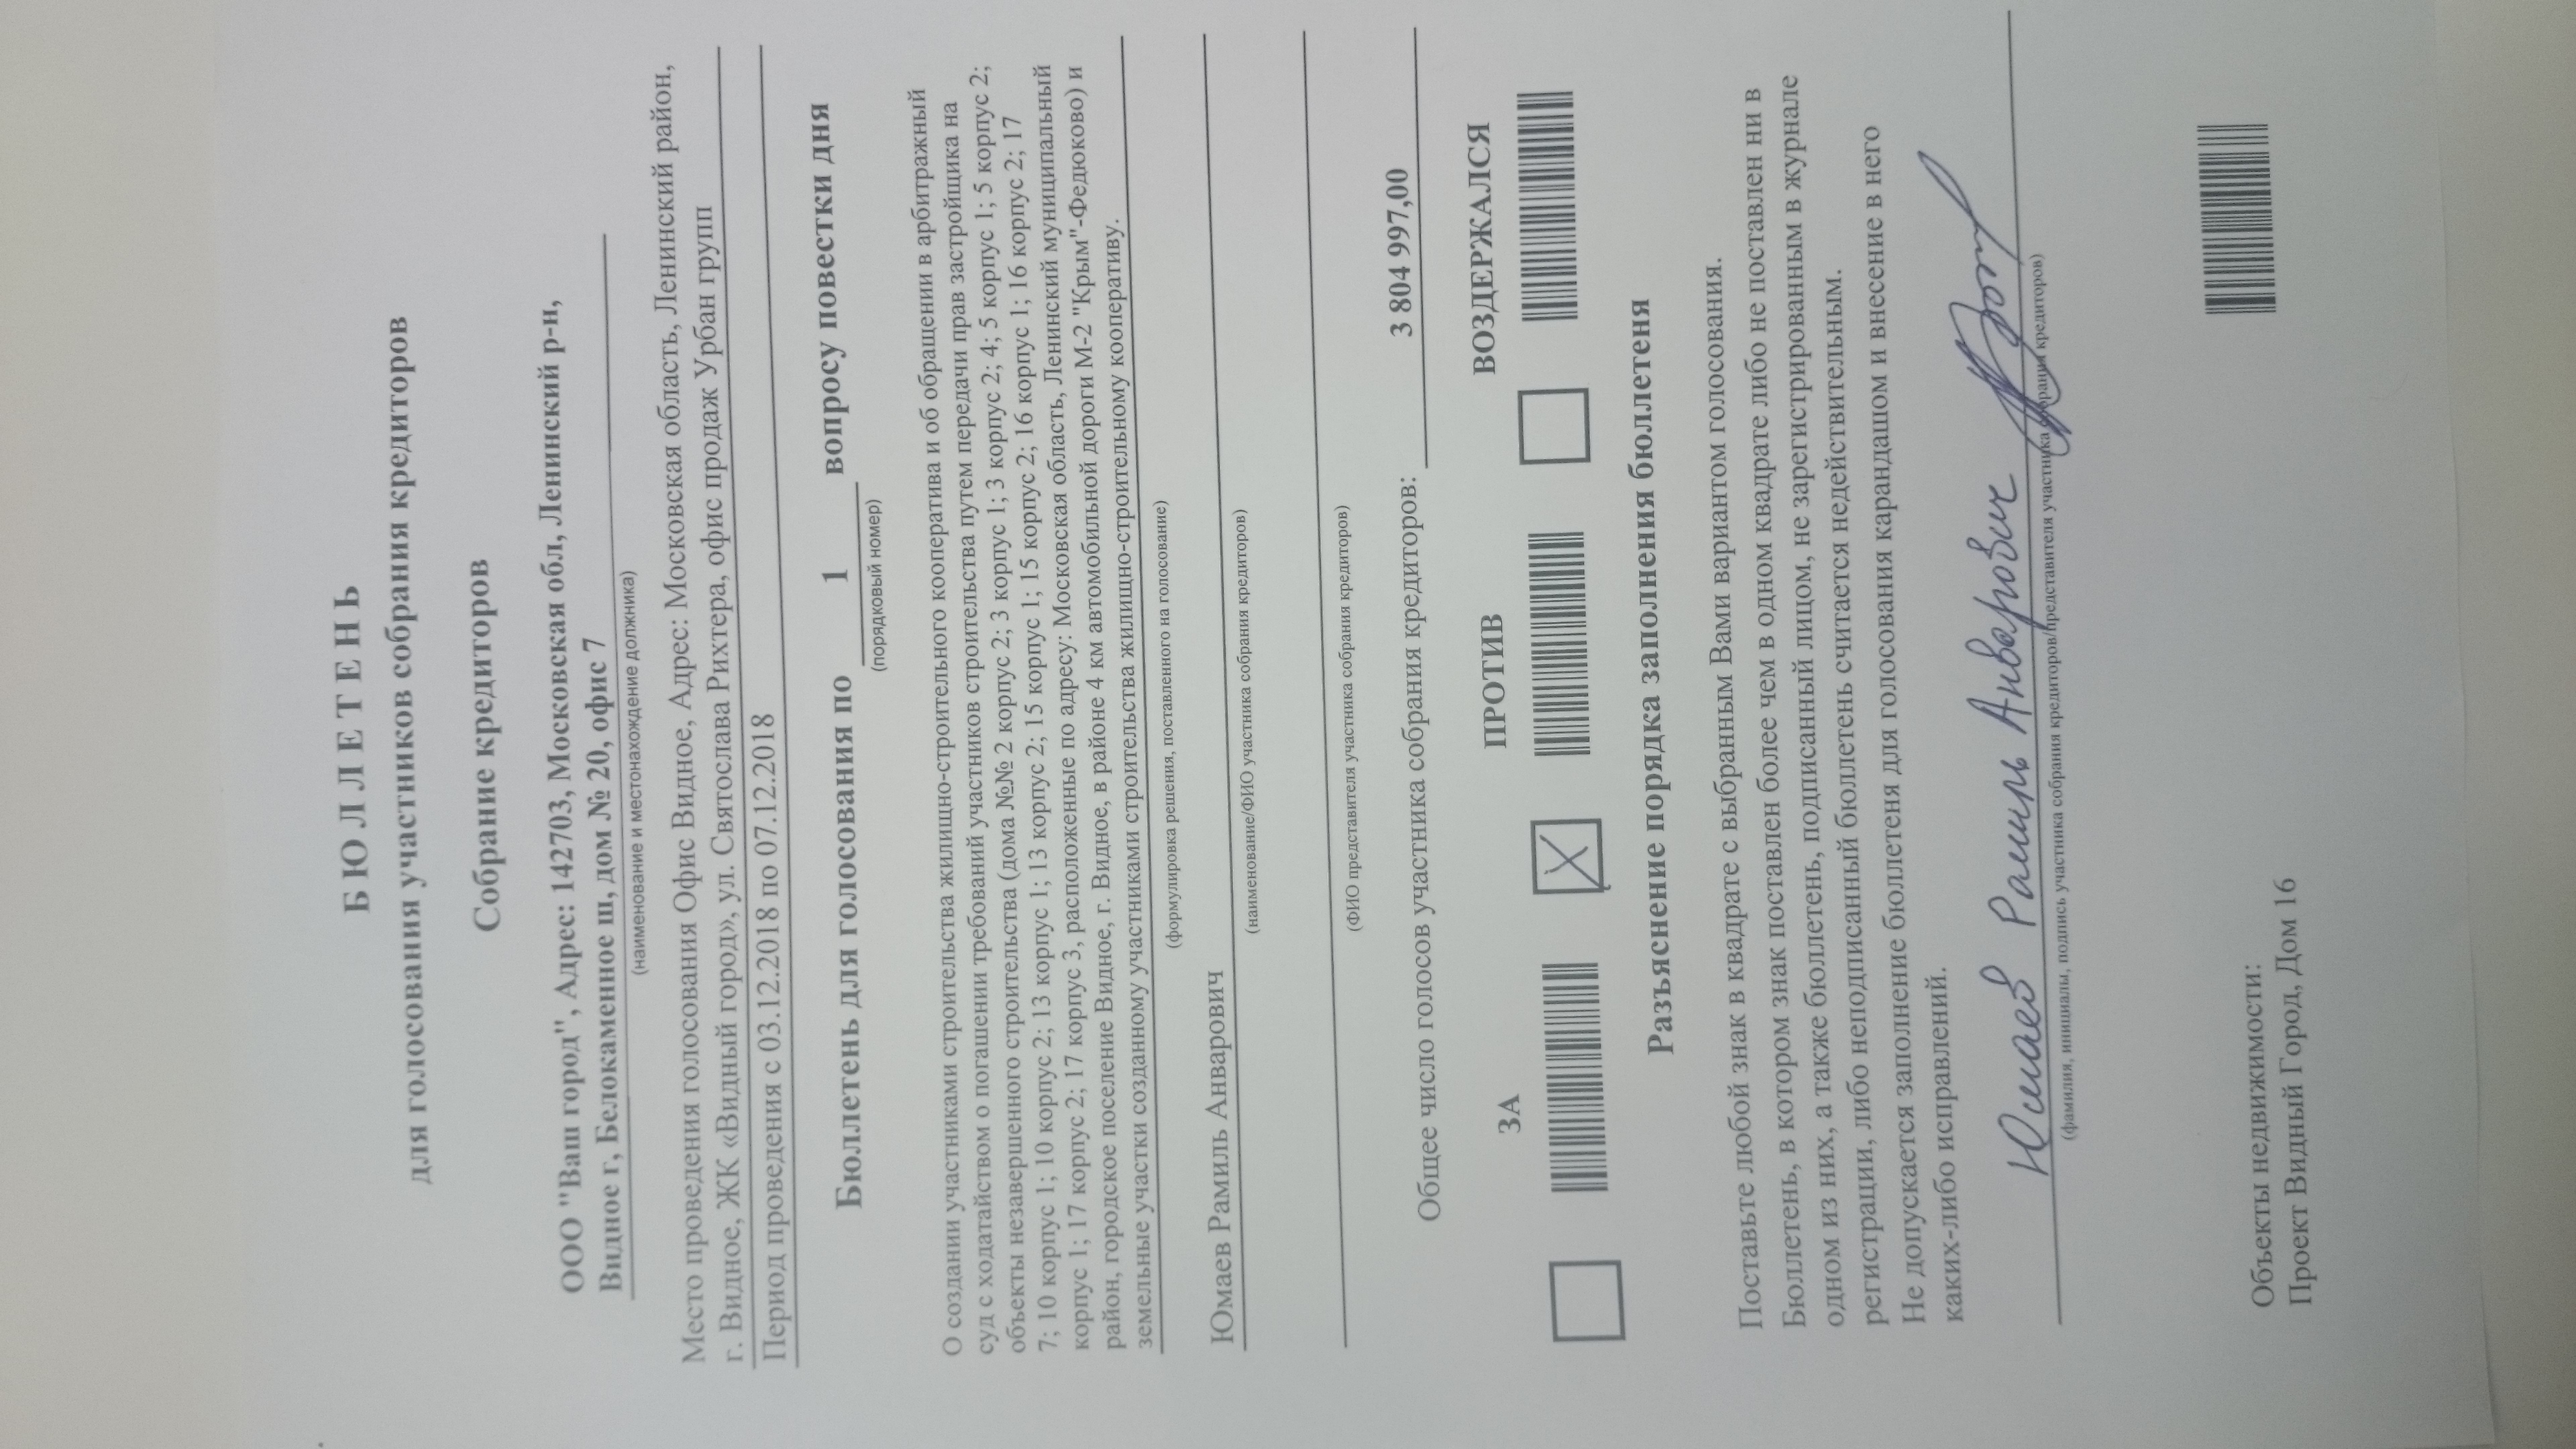 БЮЛЛЕТЕНЬ
для голосования участников собрания кредиторов
Собрание кредиторов
ООО "Ваш город", Адрес: 142703, Московская обл, Ленинский р-н,
Видное г, Белокаменное ш, дом № 20, офис 7
(наименование и местонахождение должника)
Место проведения голосования Офис Видное, Адрес: Московская область, Ленинский район,
г. Видное, ЖК «Видный город», ул. Святослава Рихтера, офис продаж Урбан групп
Период проведения с 03.12.2018 по 07.12.2018
Бюллетень для голосования по 1 вопросу повестки дня
(порядковый номер)
О создании участниками строительства жилищно-строительного кооператива и об обращении в арбитражный
суд с ходатайством о погашении требований участников строительства путем передачи прав застройщика на
объекты незавершенного строительства (дома №№ 2 корпус 2; 3 корпус 1; 3 корпус 2; 4; 5 корпус 1; 5 корпус 2;
7; 10 корпус 1; 10 корпус 2; 13 корпус 1; 13 корпус 2; 15 корпус 1; 15 корпус 2; 16 корпус 1; 16 корпус 2; 17
корпус 1; 17 корпус 2; 17 корпус 3, расположенные по адресу: Московская область, Ленинский муниципальный
район, городское поселение Видное, г. Видное, в районе 4 км автомобильной дороги М-2 "Крым"-Федюково) и
земельные участки созданному участниками строительства жилищно-строительному кооперативу.
(формулировка решения, поставленного на голосование)
Юмаев Рамиль Анварович
(наименование/ФИО участника собрания кредиторов)
(ФИО представителя участника собрания кредиторов)
Общее число голосов участника собрания кредиторов: 3 804 997,00
ЗА ПРОТИВ ВОЗДЕРЖАЛСЯ
Разъяснение порядка заполнения бюллетеня
Поставьте любой знак в квадрате с выбранным Вами вариантом голосования.
Бюллетень, в котором знак поставлен более чем в одном квадрате либо не поставлен ни в
одном из них, а также бюллетень, подписанный лицом, не зарегистрированным в журнале
регистрации, либо неподписанный бюллетень считается недействительным.
Не допускается заполнение бюллетеня для голосования карандашом и внесение в него
каких-либо исправлений.
Юмаев Рамиль Анварович
(фамилия, инициалы, подпись участника собрания кредиторов/представителя участника собрания кредиторов)
Объекты недвижимости:
Проект Видный Город, Дом 16